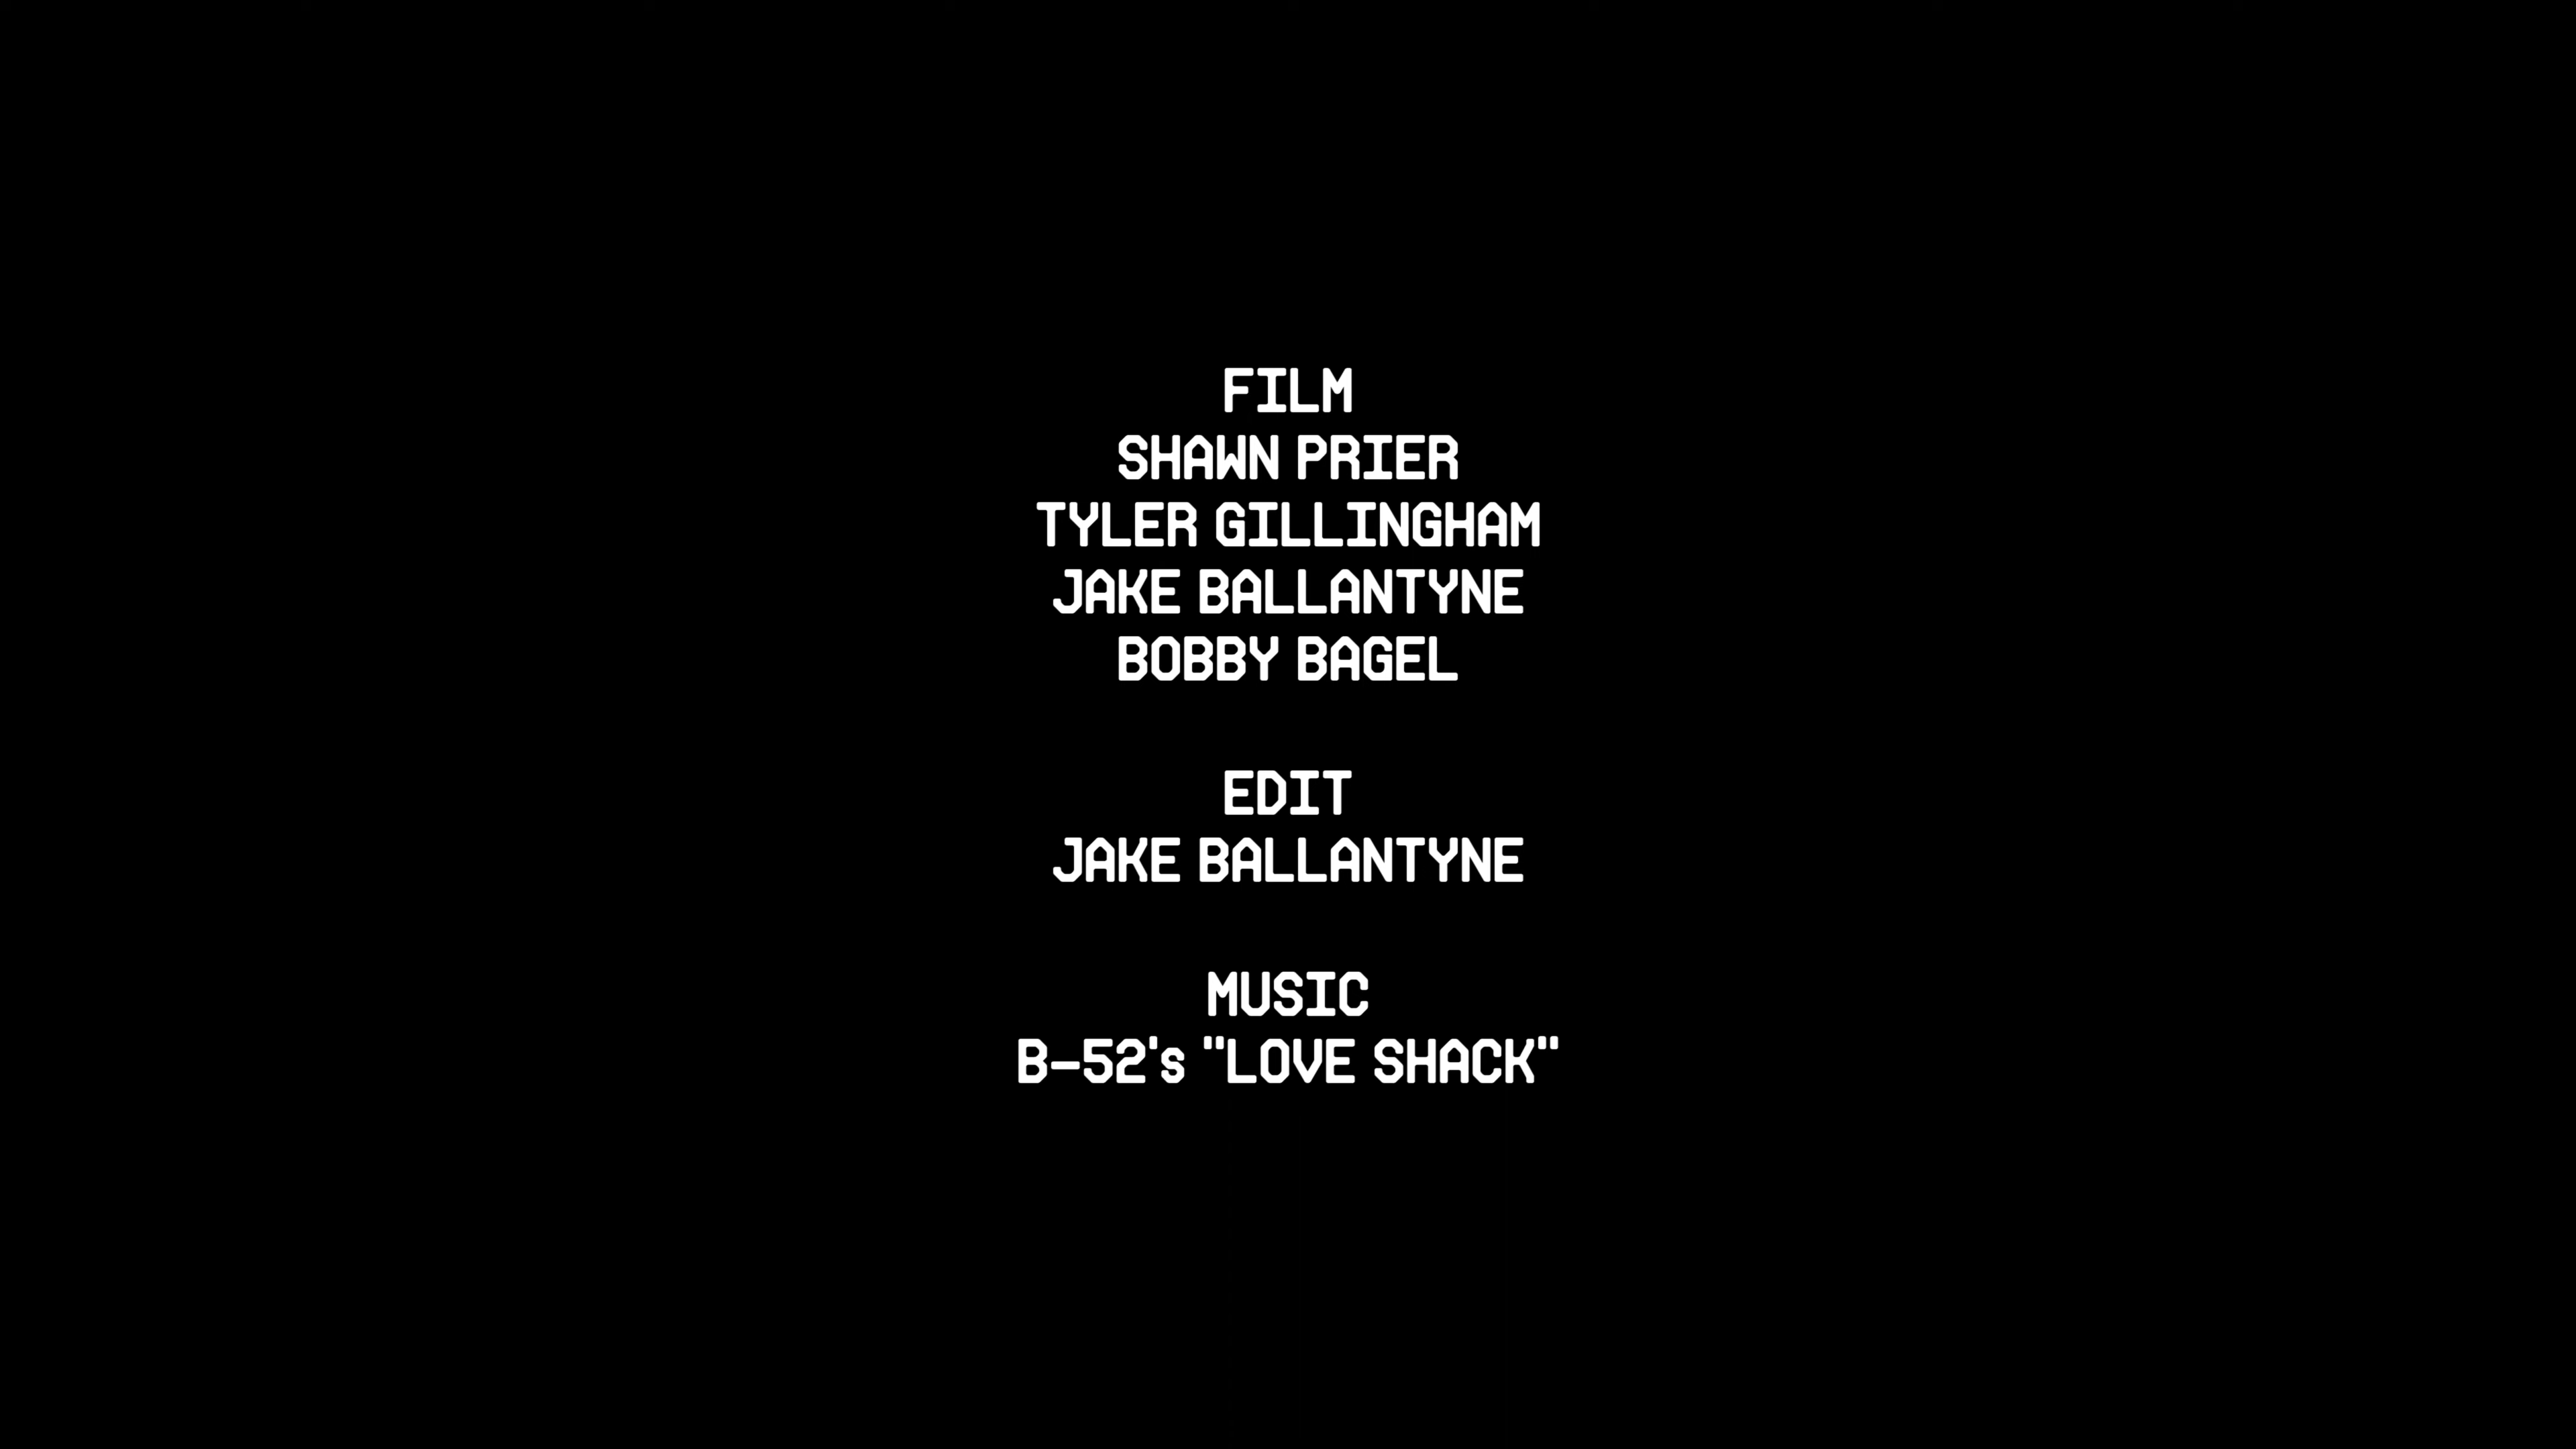 FILM
SHAWN PRIER
TYLER GILLINGHAM
JAKE BALLANTYNE
BOBBY BAGEL
EDIT
JAKE BALLANTYNE
MUSIC
B-52's "LOVE SHACK"